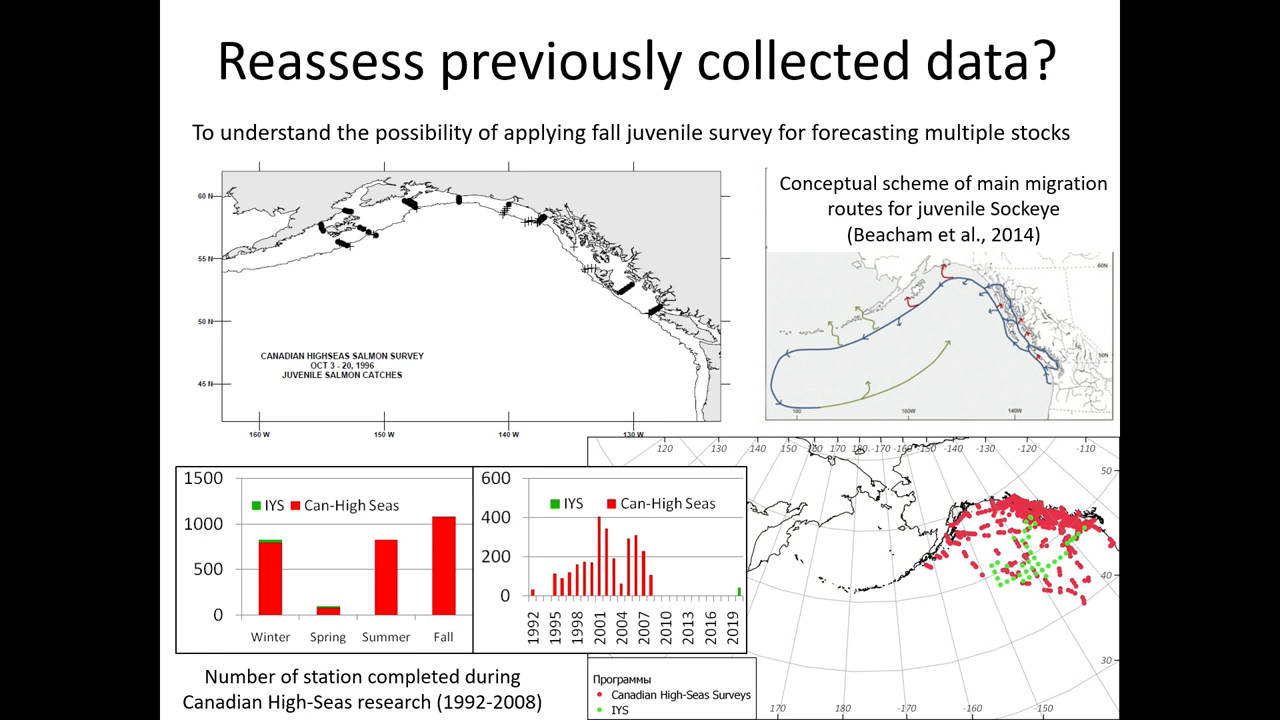 Reassess previously collected data?
To understand the possibility of applying fall juvenile survey for forecasting multiple stocks
60 N
55 N
50 N
45 N
CANADIAN HIGHSEAS SALMON SURVEY
OCT 3 - 20, 1996
JUVENILE SALMON CATCHES
160 W
150 W
140 W
130 W
Conceptual scheme of main migration
routes for juvenile Sockeye
(Beacham et al., 2014)
60N
50N
180
160W
140W
1500
1000
500
0
IYS
Can-High Seas
Winter
Spring
Summer
Fall
600
400
200
0
IYS
Can-High Seas
1992
1995
1998
2001
2004
2007
2010
2013
2016
2019
Number of station completed during
Canadian High-Seas research (1992-2008)
120
130
140
150
160
170
180
-170
-160
-150
-140
-130
-120
-110
50
40
30
170
180
-170
-160
-150
Программы
Canadian High-Seas Surveys
IYS